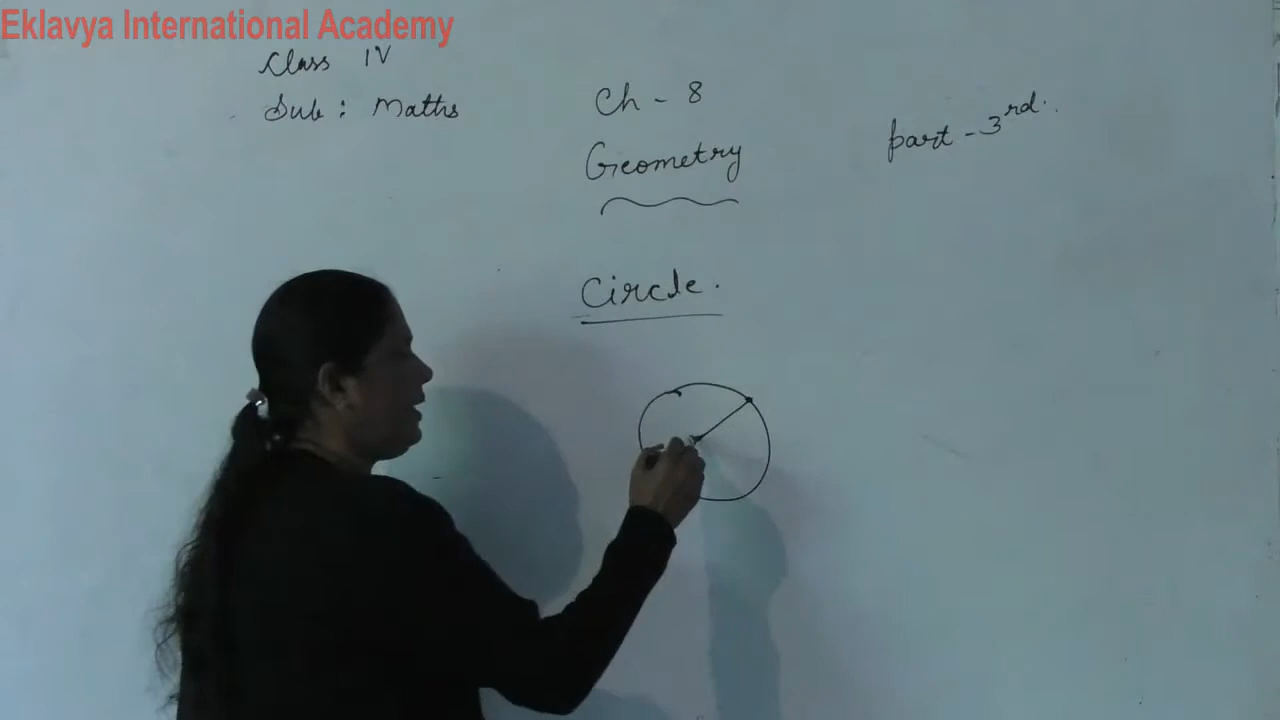 Eklavya International Academy
Class IV
Sub : Maths
Ch - 8
Geometry
part - 3rd.
Circle.